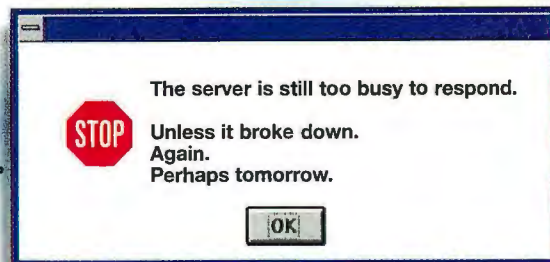 The server is still too busy to respond.
STOP
Unless it broke down.
Again.
Perhaps tomorrow.
OK